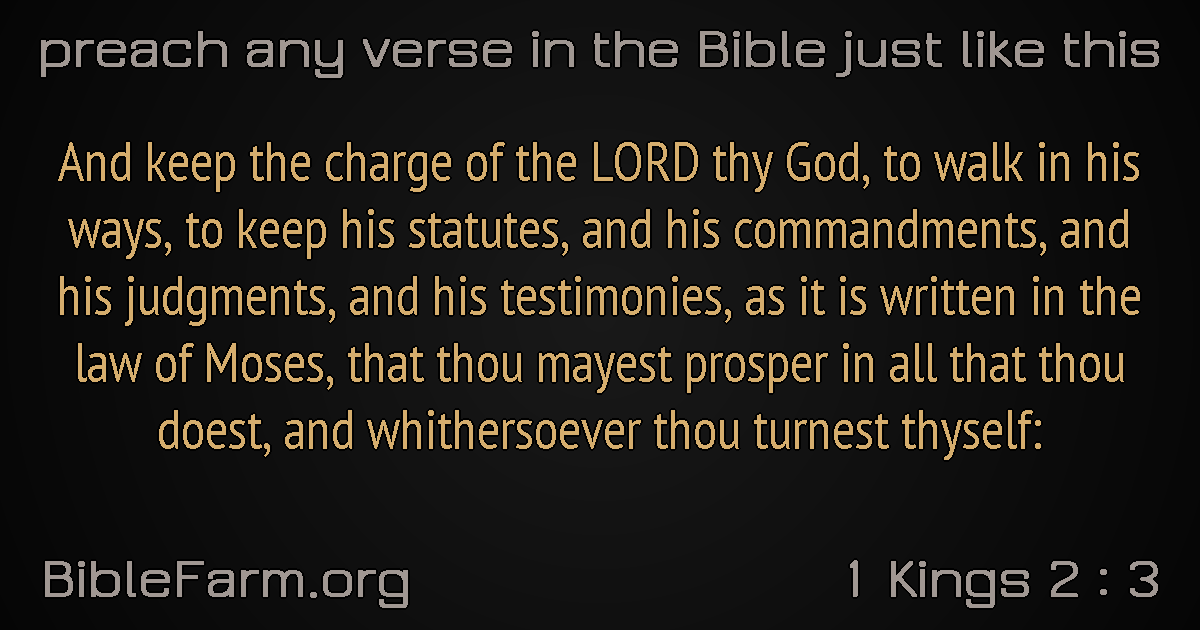 preach any verse in the Bible just like this
And keep the charge of the LORD thy God, to walk in his
ways, to keep his statutes, and his commandments, and
his judgments, and his testimonies, as it is written in the
law of Moses, that thou mayest prosper in all that thou
doest, and whithersoever thou turnest thyself:
BibleFarm.org
1 Kings 2 : 3